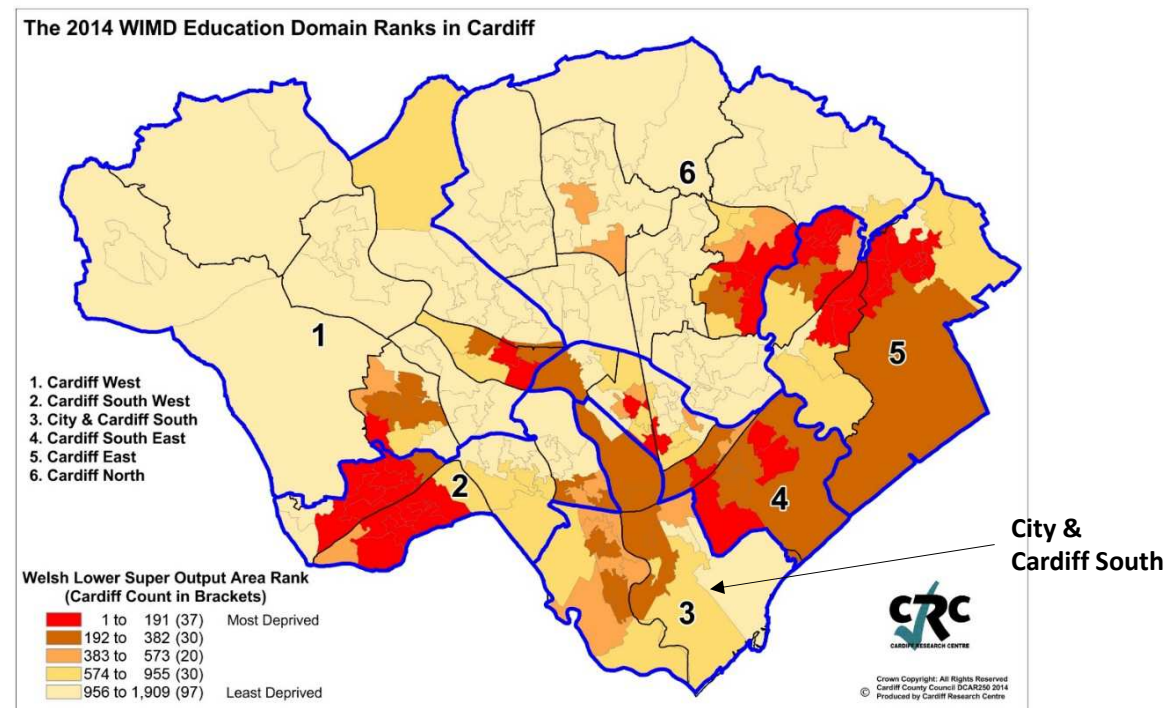 The 2014 WIMD Education Domain Ranks in Cardiff
6
1
5
1. Cardiff West
2. Cardiff South West
3. City & Cardiff South
4. Cardiff South East
5. Cardiff East
6. Cardiff North
2
4
City &
Cardiff South
3
Welsh Lower Super Output Area Rank
(Cardiff Count in Brackets)
1 to 191 (37) Most Deprived
192 to 382 (30)
383 to 573 (20)
574 to 955 (30)
956 to 1,909 (97) Least Deprived
CRC
CARDIFF RESEARCH CENTRE
Crown Copyright: All Rights Reserved
© Cardiff County Council DCAR250 2014
Produced by Cardiff Research Centre